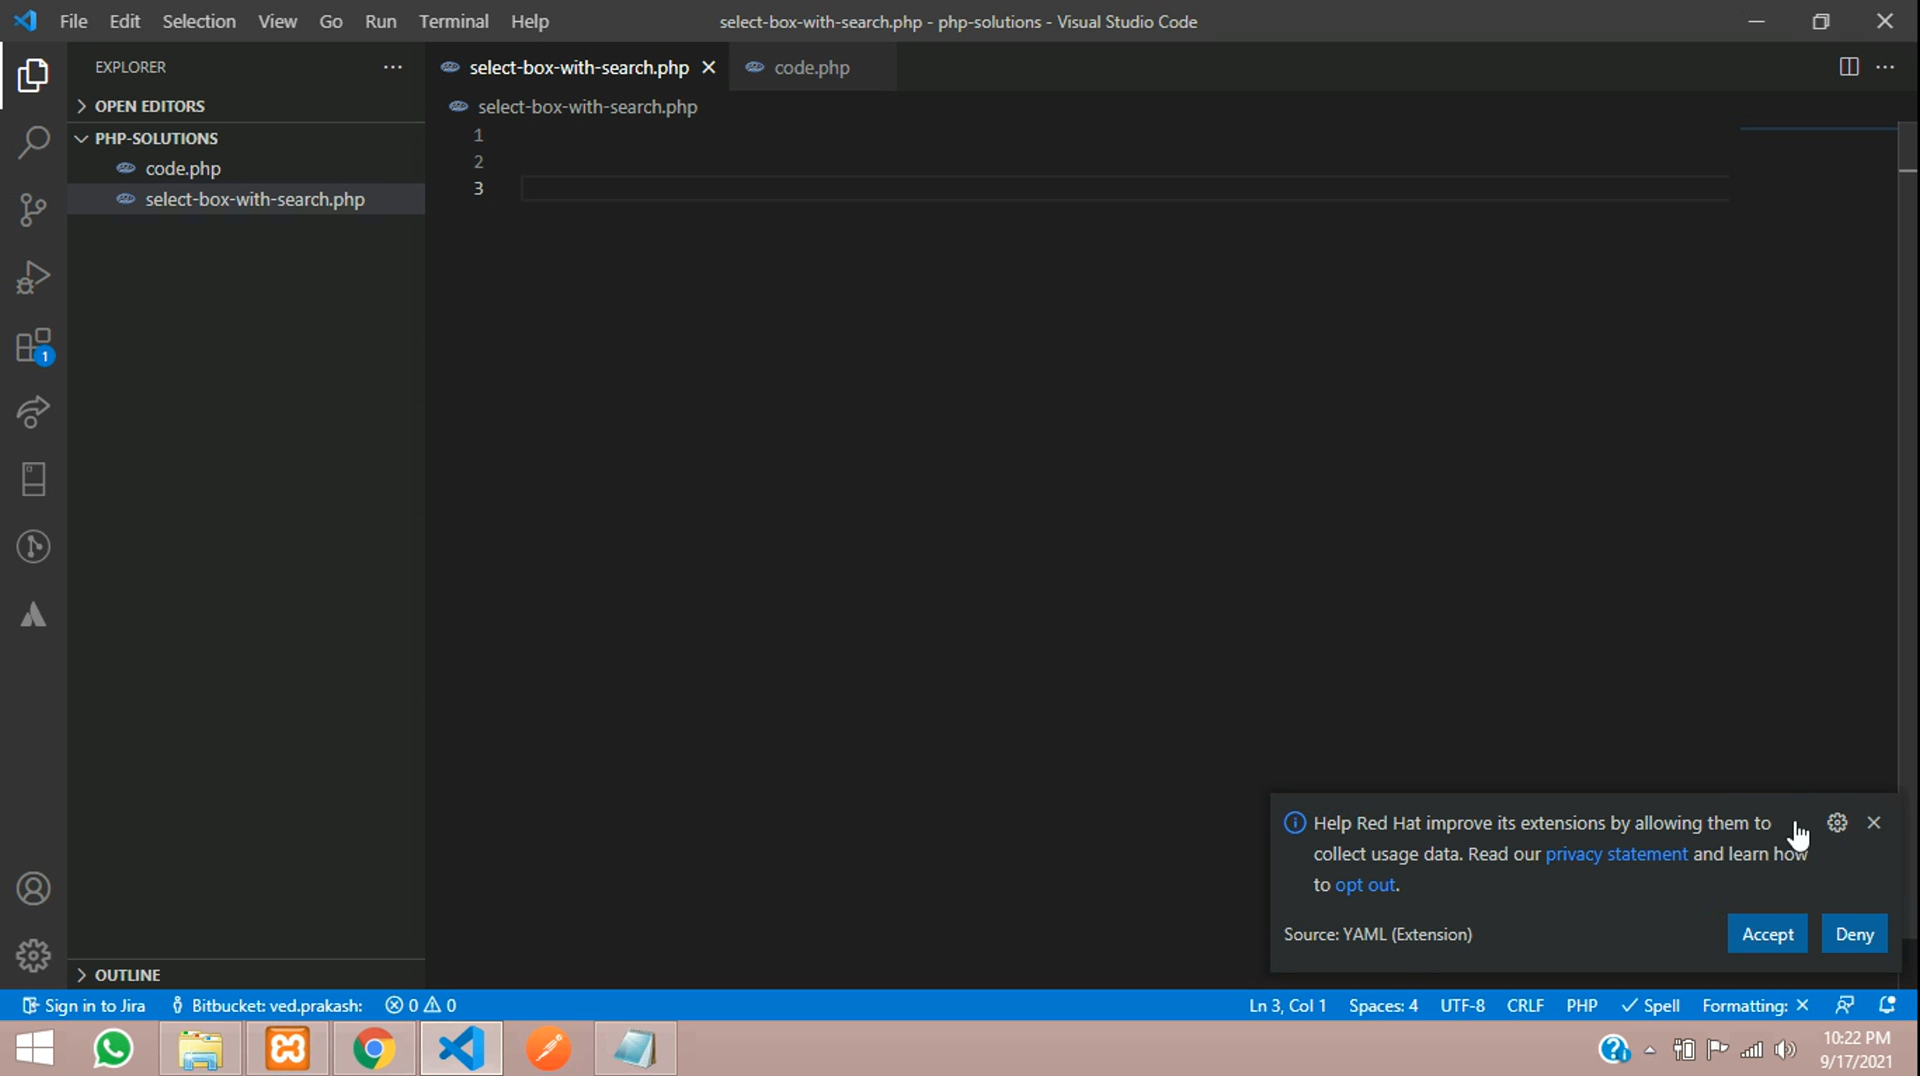 File Edit Selection View Go Run Terminal Help
select-box-with-search.php - php-solutions - Visual Studio Code
EXPLORER
OPEN EDITORS
PHP-SOLUTIONS
code.php
select-box-with-search.php
1
OUTLINE
select-box-with-search.php
code.php
select-box-with-search.php
1
2
3
Help Red Hat improve its extensions by allowing them to
collect usage data. Read our privacy statement and learn how
to opt out.
Source: YAML (Extension)
Accept
Deny
Sign in to Jira Bitbucket: ved.prakash: 0 0
Ln 3, Col 1 Spaces: 4 UTF-8 CRLF PHP Spell Formatting:
10:22 PM
9/17/2021